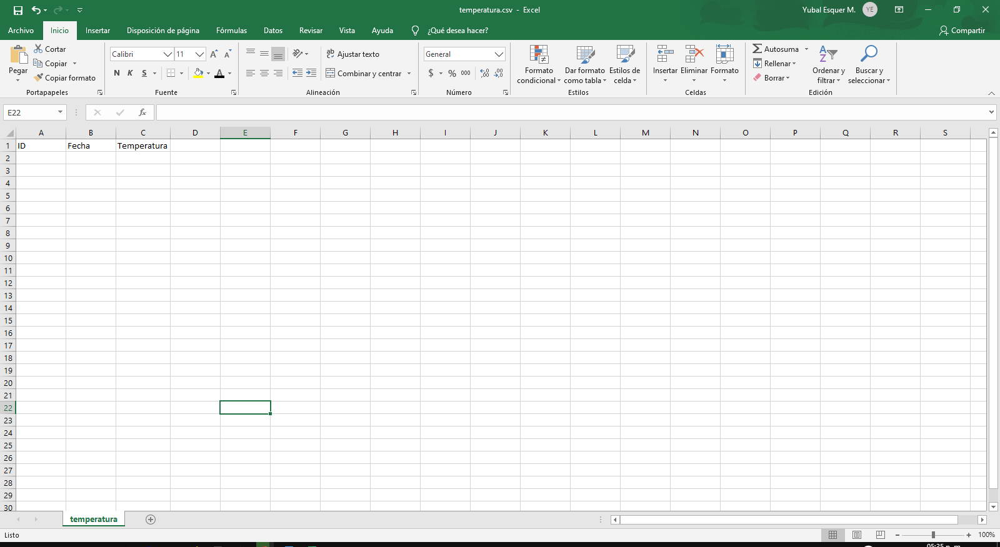 temperatura.csv - Excel
Yubal Esquer M. YE
Archivo Inicio Insertar Disposición de página Fórmulas Datos Revisar Vista Ayuda ¿Qué desea hacer? Compartir
Pegar
Cortar
Copiar
Copiar formato
Portapapeles
Calibri 11 A A
N K S A
Fuente
ab Ajustar texto
Combinar y centrar
Alineación
General
$ % 000 ,00 ,00
Número
Formato condicional
Dar formato como tabla
Estilos de celda
Estilos
Insertar Eliminar Formato
Celdas
Autosuma
Rellenar
Borrar
Ordenar y filtrar
Buscar y seleccionar
Edición
E22 fx
A B C D E F G H I J K L M N O P Q R S
1 ID Fecha Temperatura
2
3
4
5
6
7
8
9
10
11
12
13
14
15
16
17
18
19
20
21
22
23
24
25
26
27
28
29
30
temperatura
Listo 100%